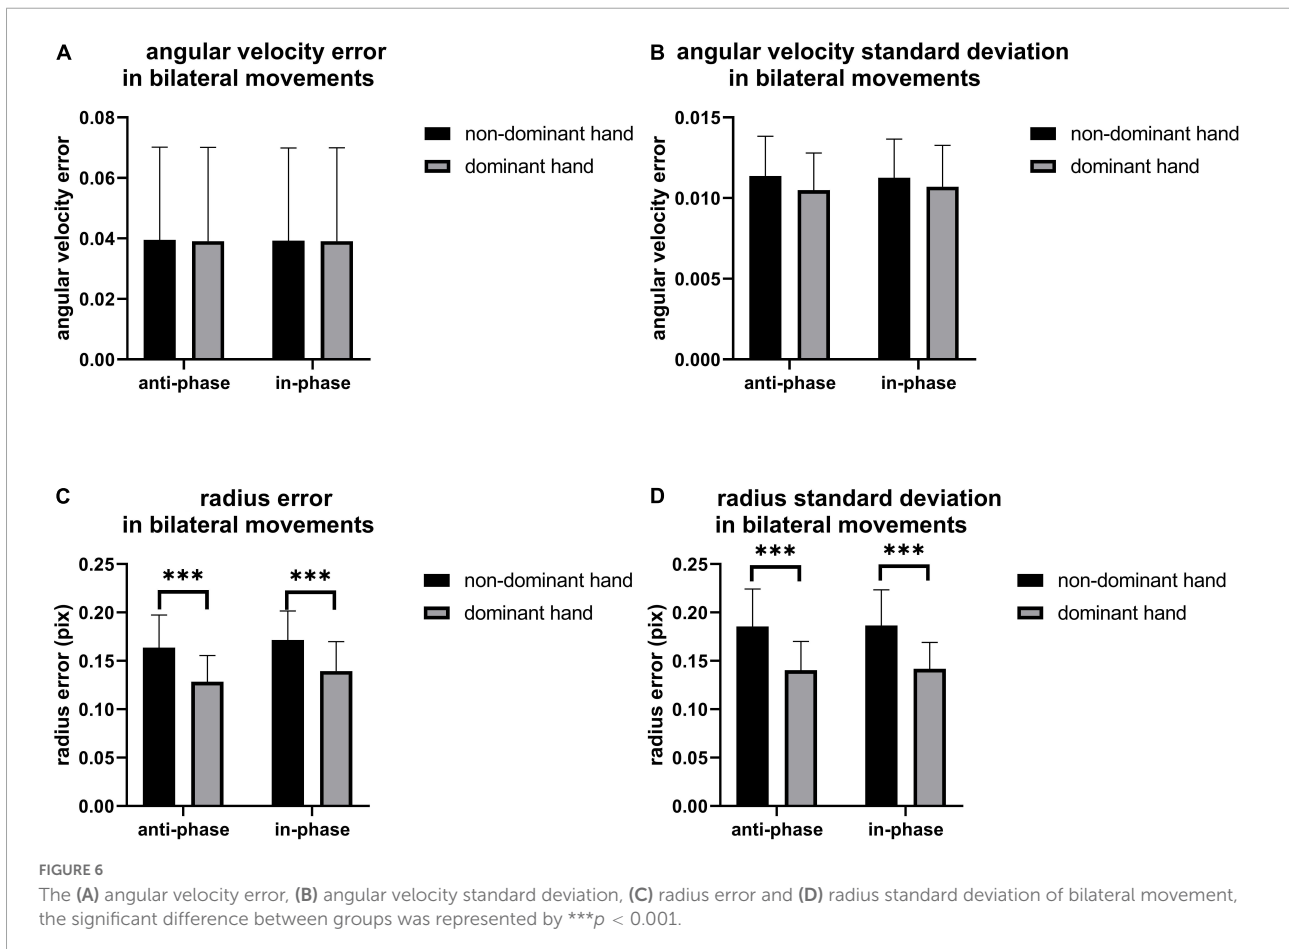 A angular velocity error
in bilateral movements
0.08
0.06
0.04
0.02
0.00
angular velocity error
anti-phase in-phase
non-dominant hand
dominant hand
B angular velocity standard deviation
in bilateral movements
0.015
0.010
0.005
0.000
angular velocity error
anti-phase in-phase
non-dominant hand
dominant hand
C radius error
in bilateral movements
0.25
0.20
0.15
0.10
0.05
0.00
radius error (pix)
*** ***
anti-phase in-phase
non-dominant hand
dominant hand
D radius standard deviation
in bilateral movements
0.25
0.20
0.15
0.10
0.05
0.00
radius error (pix)
*** ***
anti-phase in-phase
non-dominant hand
dominant hand
FIGURE 6
The (A) angular velocity error, (B) angular velocity standard deviation, (C) radius error and (D) radius standard deviation of bilateral movement,
the significant difference between groups was represented by ***p < 0.001.